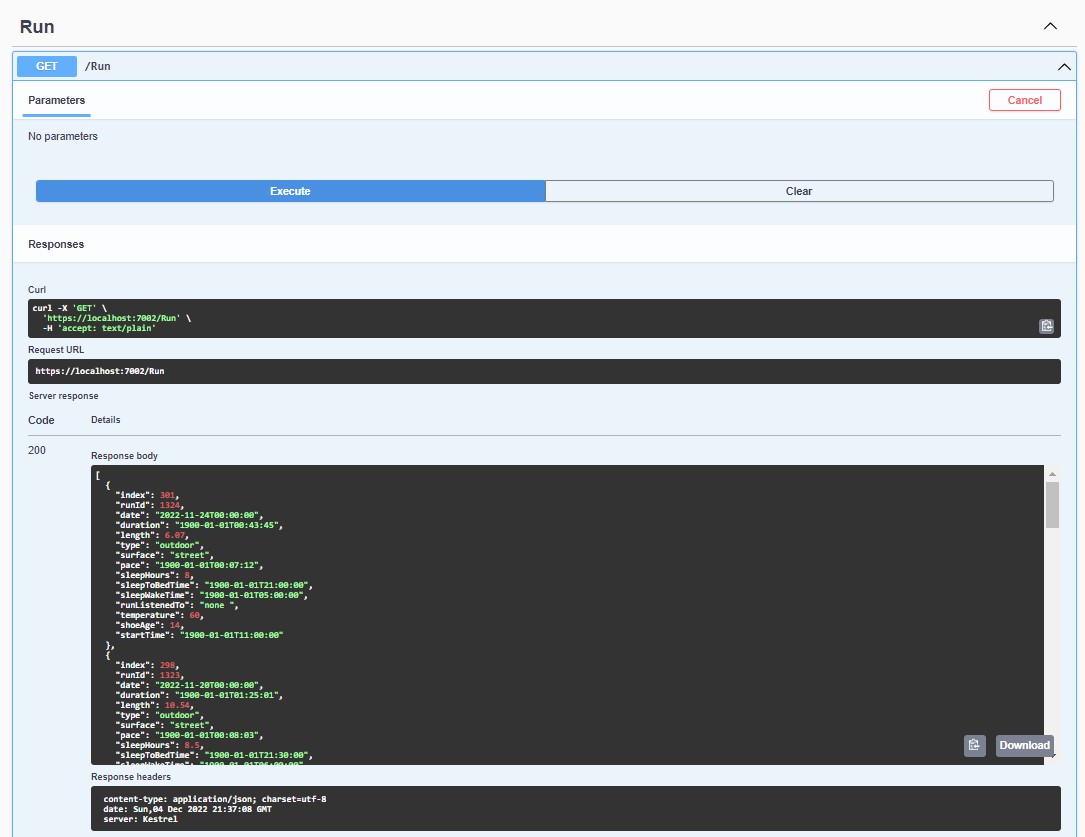 Run
GET /Run
Parameters Cancel
No parameters
Execute Clear
Responses
Curl
curl -X 'GET' \
'https://localhost:7002/Run' \
-H 'accept: text/plain'
Request URL
https://localhost:7002/Run
Server response
Code Details
200
Response body
[
{
"index": 301,
"runId": 1324,
"date": "2022-11-24T00:00:00",
"duration": "1900-01-01T00:43:45",
"length": 6.07,
"type": "outdoor",
"surface": "street",
"pace": "1900-01-01T00:07:12",
"sleepHours": 8,
"sleepToBedTime": "1900-01-01T21:00:00",
"sleepWakeTime": "1900-01-01T05:00:00",
"runListenedTo": "none ",
"temperature": 60,
"shoeAge": 14,
"startTime": "1900-01-01T11:00:00"
},
{
"index": 298,
"runId": 1323,
"date": "2022-11-20T00:00:00",
"duration": "1900-01-01T01:25:01",
"length": 10.54,
"type": "outdoor",
"surface": "street",
"pace": "1900-01-01T00:08:03",
"sleepHours": 8.5,
"sleepToBedTime": "1900-01-01T21:30:00",
"sleepWakeTime": "1900-01-01T06:00:00",
Download
Response headers
content-type: application/json; charset=utf-8
date: Sun,04 Dec 2022 21:37:08 GMT
server: Kestrel